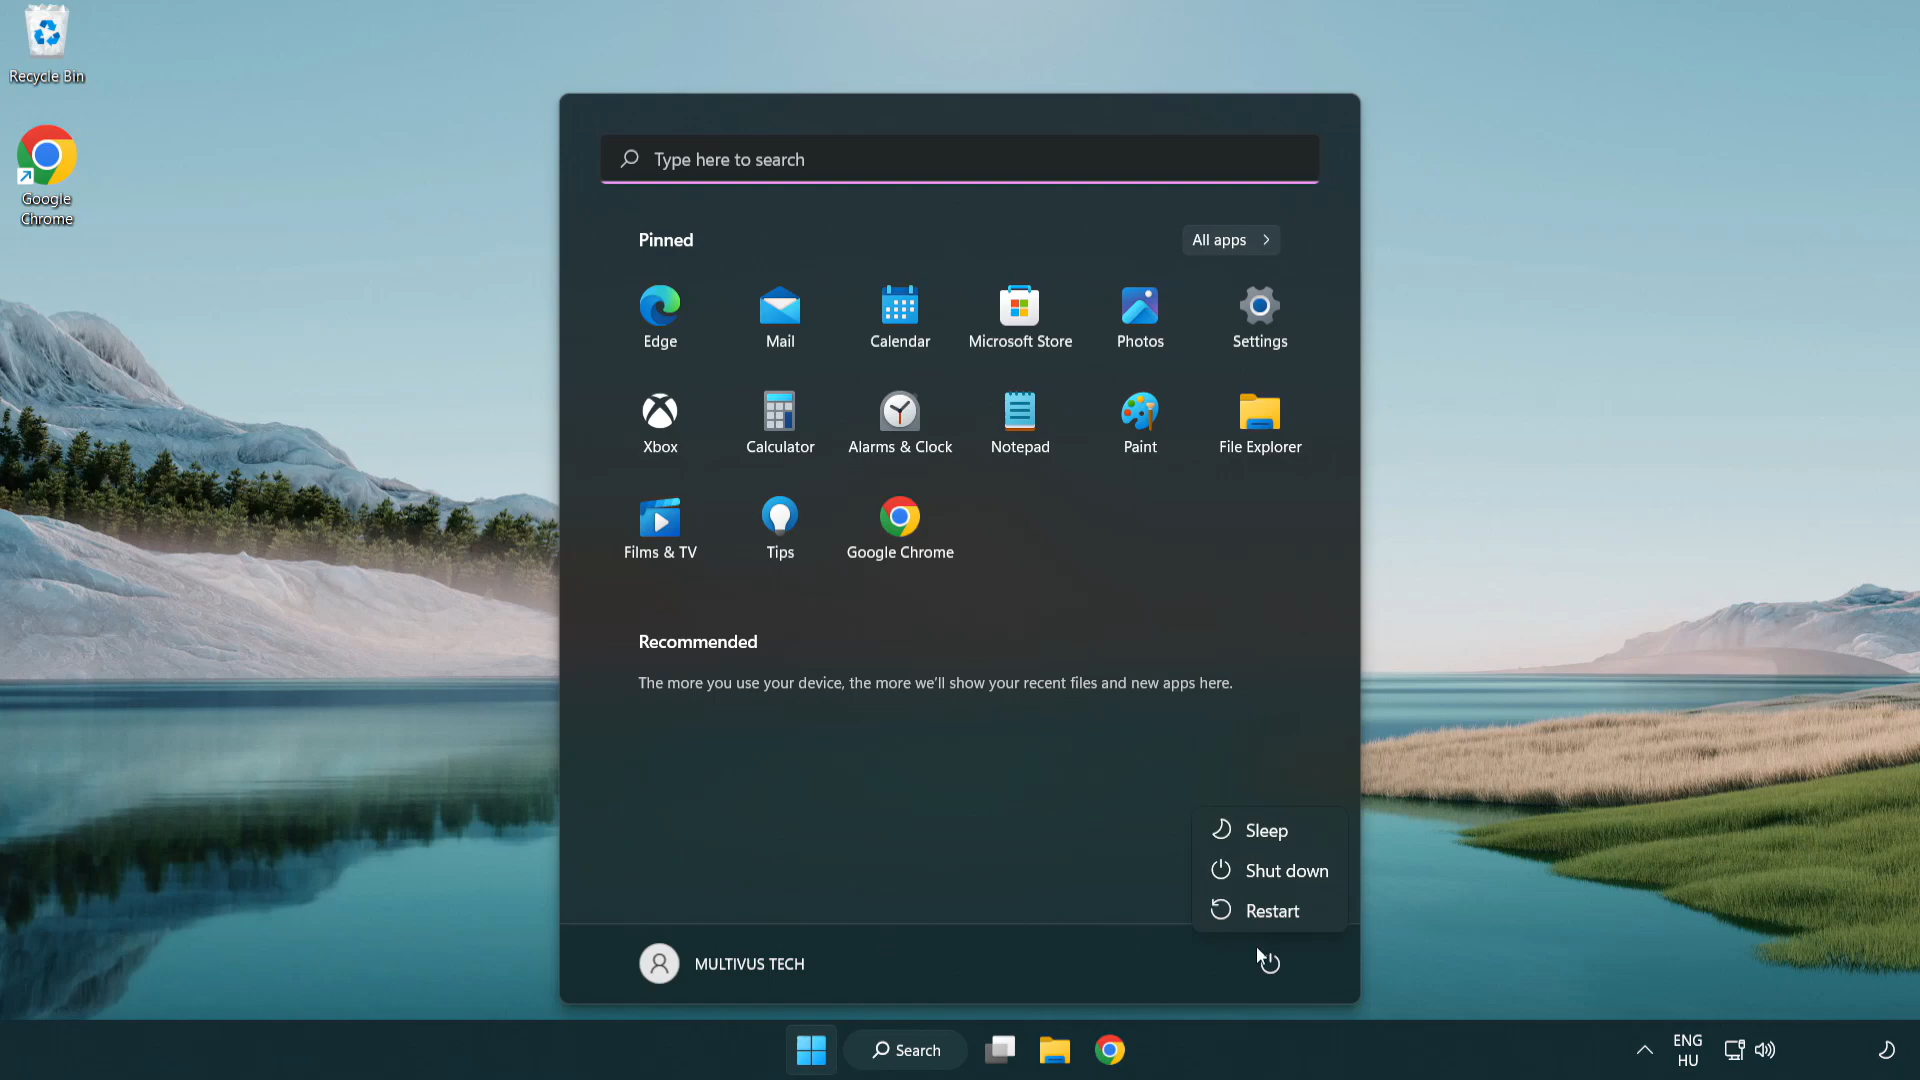 Recycle Bin
Google
Chrome
Type here to search
Pinned
All apps
Edge
Mail
Calendar
Microsoft Store
Photos
Settings
Xbox
Calculator
Alarms & Clock
Notepad
Paint
File Explorer
Films & TV
Tips
Google Chrome
Recommended
The more you use your device, the more we’ll show your recent files and new apps here.
Sleep
Shut down
Restart
MULTIVUS TECH
Search
ENG
HU